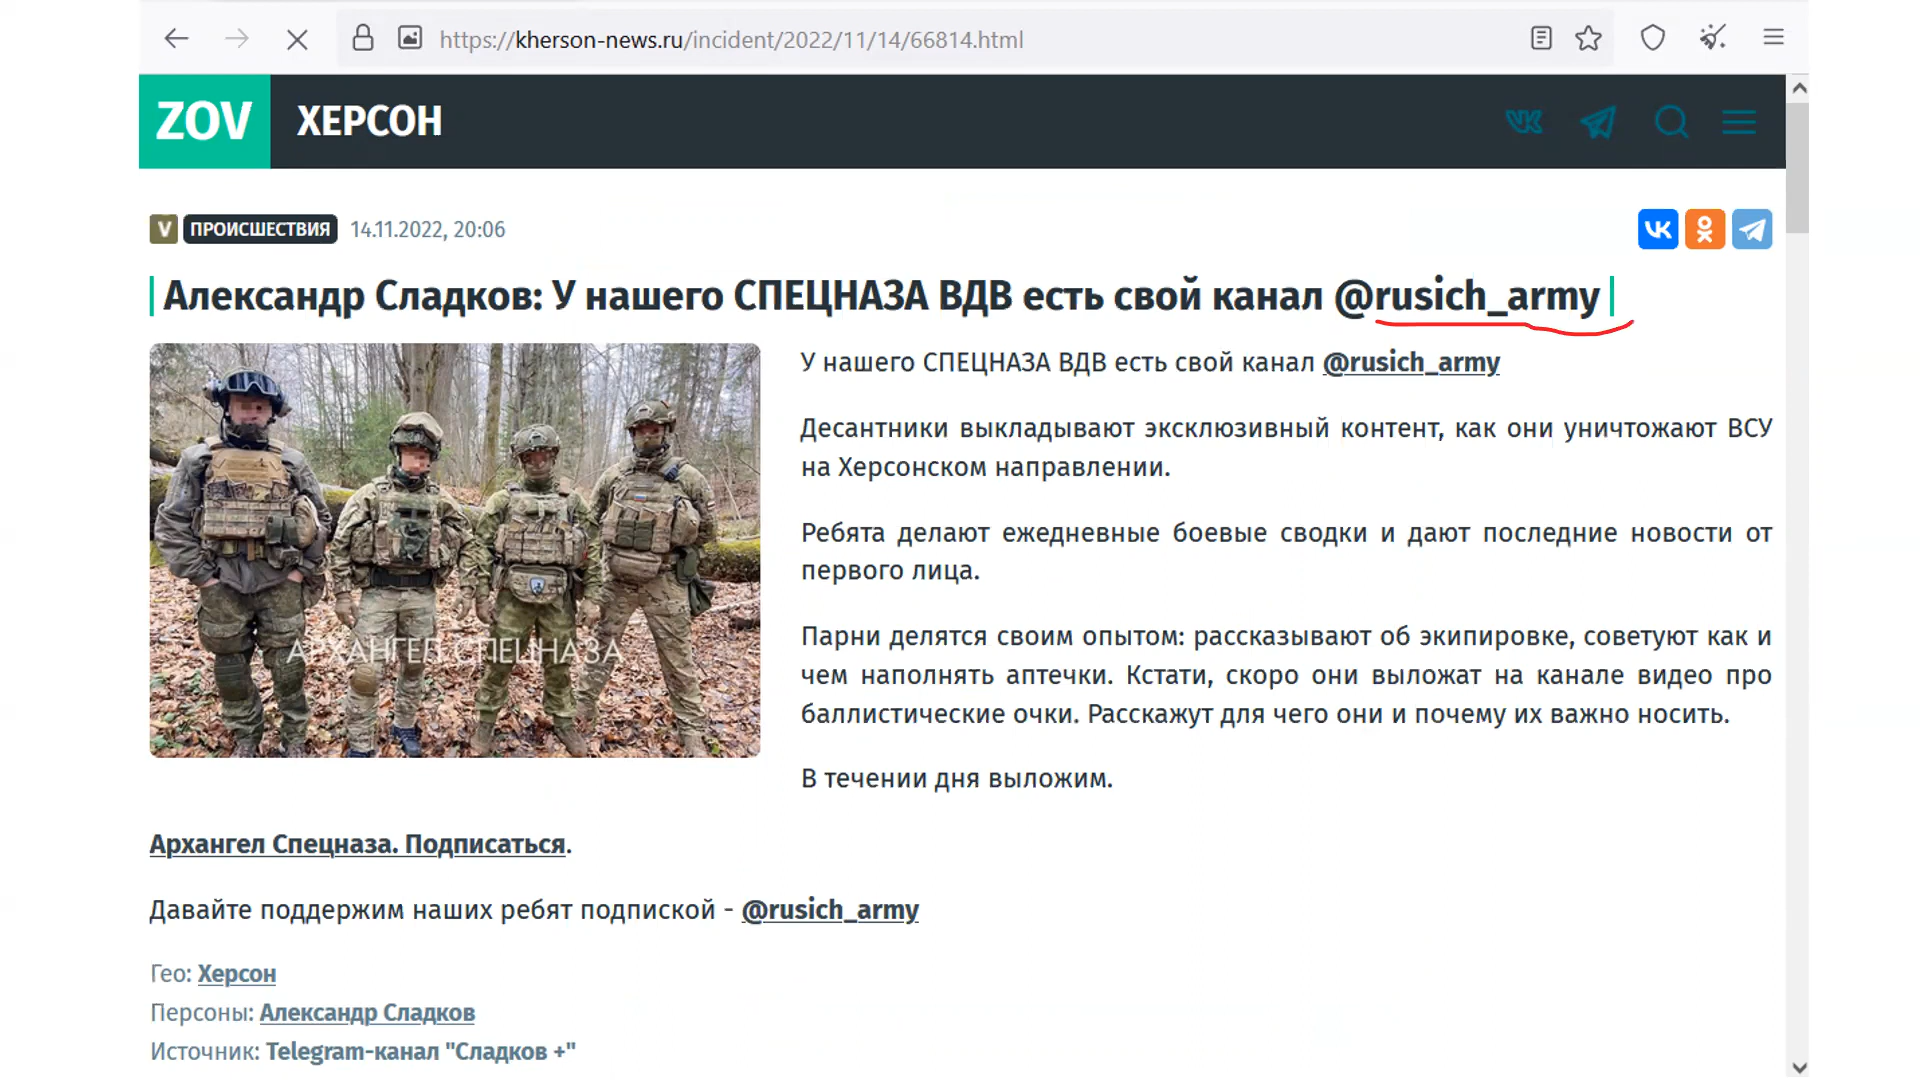 https://kherson-news.ru/incident/2022/11/14/66814.html
ZOV ХЕРСОН
V ПРОИСШЕСТВИЯ 14.11.2022, 20:06
Александр Сладков: У нашего СПЕЦНАЗА ВДВ есть свой канал @rusich_army
У нашего СПЕЦНАЗА ВДВ есть свой канал @rusich_army
Десантники выкладывают эксклюзивный контент, как они уничтожают ВСУ
на Херсонском направлении.
Ребята делают ежедневные боевые сводки и дают последние новости от
первого лица.
Парни делятся своим опытом: рассказывают об экипировке, советуют как и
чем наполнять аптечки. Кстати, скоро они выложат на канале видео про
баллистические очки. Расскажут для чего они и почему их важно носить.
В течении дня выложим.
АРХАНГЕЛ СПЕЦНАЗА
Архангел Спецназа. Подписаться.
Давайте поддержим наших ребят подпиской - @rusich_army
Гео: Херсон
Персоны: Александр Сладков
Источник: Telegram-канал "Сладков +"